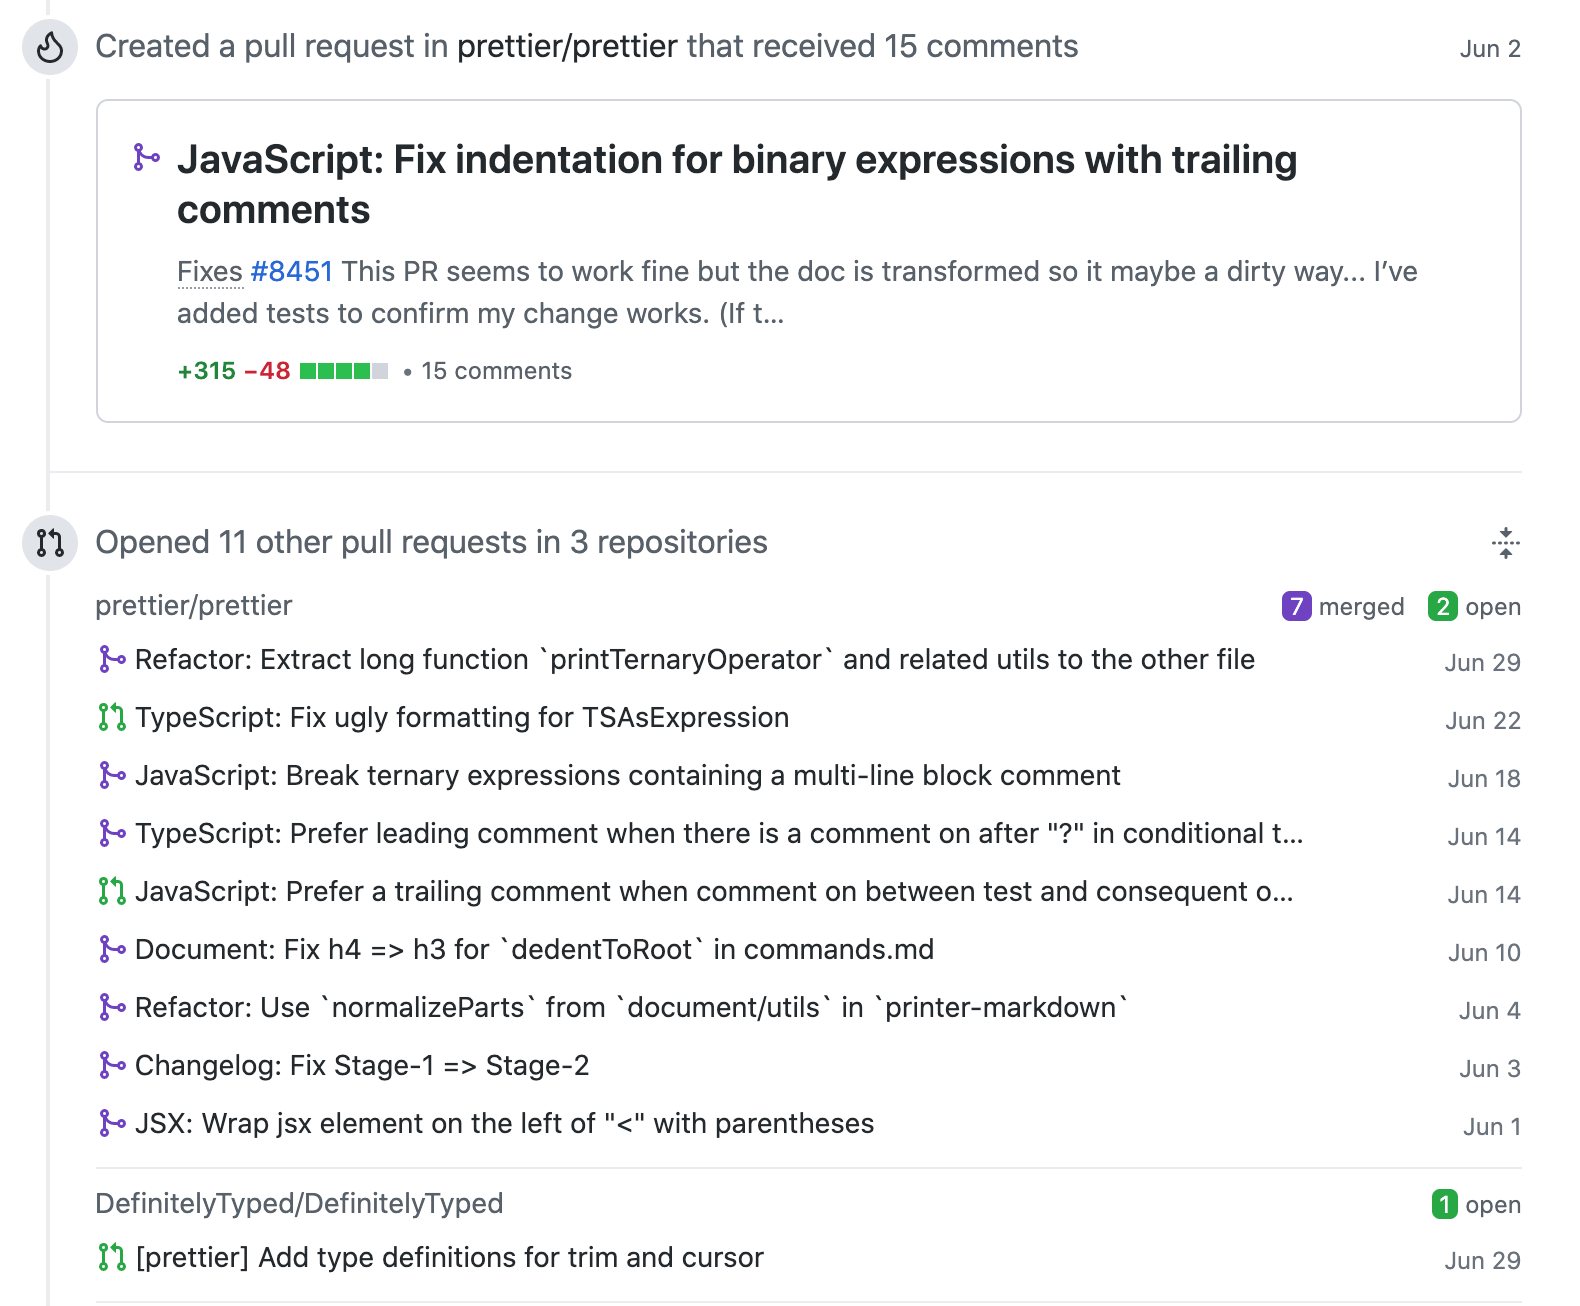 Created a pull request in prettier/prettier that received 15 comments
Jun 2
JavaScript: Fix indentation for binary expressions with trailing
comments
Fixes #8451 This PR seems to work fine but the doc is transformed so it maybe a dirty way... I’ve
added tests to confirm my change works. (If t...
+315 −48 • 15 comments
Opened 11 other pull requests in 3 repositories
prettier/prettier
7 merged 2 open
Refactor: Extract long function `printTernaryOperator` and related utils to the other file
Jun 29
TypeScript: Fix ugly formatting for TSAsExpression
Jun 22
JavaScript: Break ternary expressions containing a multi-line block comment
Jun 18
TypeScript: Prefer leading comment when there is a comment on after "?" in conditional t...
Jun 14
JavaScript: Prefer a trailing comment when comment on between test and consequent o...
Jun 14
Document: Fix h4 => h3 for `dedentToRoot` in commands.md
Jun 10
Refactor: Use `normalizeParts` from `document/utils` in `printer-markdown`
Jun 4
Changelog: Fix Stage-1 => Stage-2
Jun 3
JSX: Wrap jsx element on the left of "<" with parentheses
Jun 1
DefinitelyTyped/DefinitelyTyped
1 open
[prettier] Add type definitions for trim and cursor
Jun 29